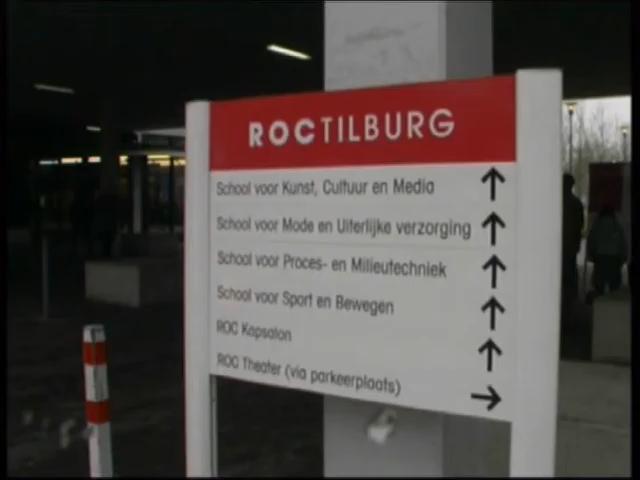 ROCTILBURG
School voor Kunst, Cultuur en Media
School voor Mode en Uiterlijke verzorging
School voor Proces- en Milieutechniek
School voor Sport en Bewegen
ROC Kapsalon
ROC Theater (via parkeerplaats)